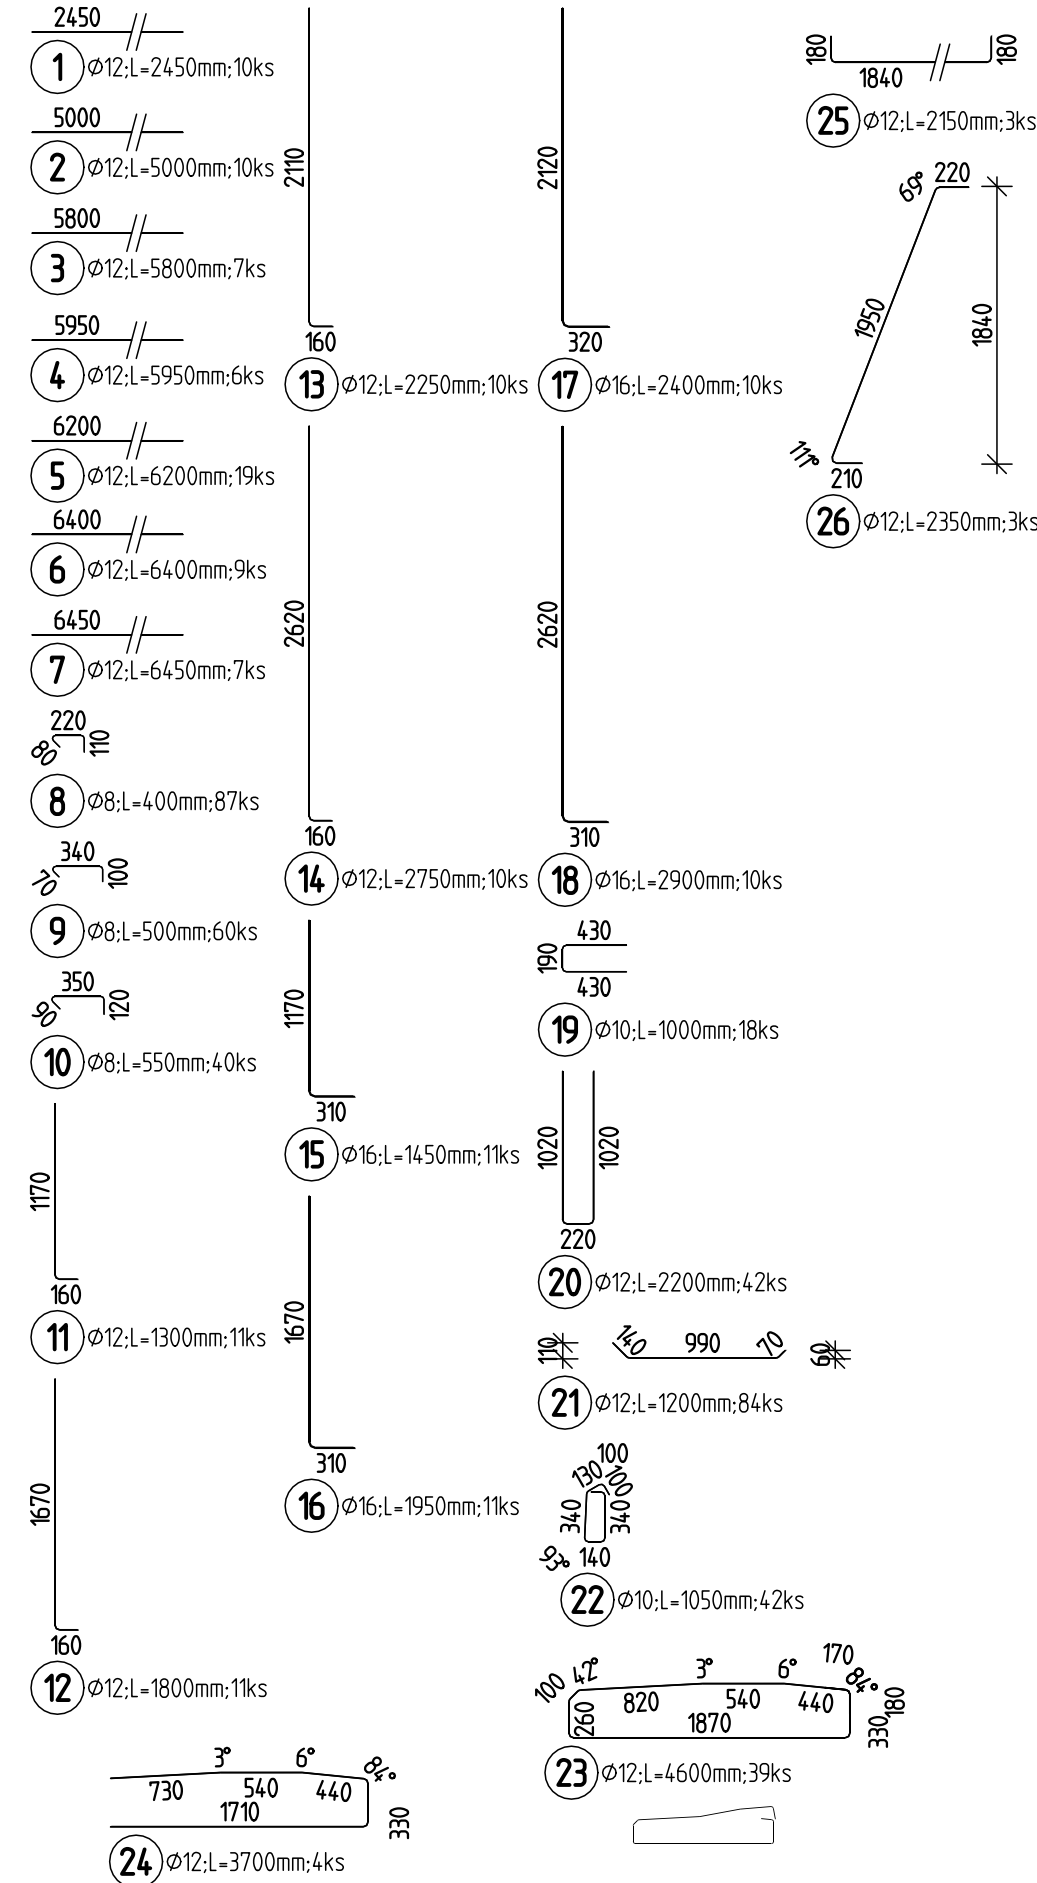 2450
1 Ø12;L=2450mm;10ks
5000
2 Ø12;L=5000mm;10ks
5800
3 Ø12;L=5800mm;7ks
5950
4 Ø12;L=5950mm;6ks
6200
5 Ø12;L=6200mm;19ks
6400
6 Ø12;L=6400mm;9ks
6450
7 Ø12;L=6450mm;7ks
220
80 110
8 Ø8;L=400mm;87ks
340
70 100
9 Ø8;L=500mm;60ks
350
90 120
10 Ø8;L=550mm;40ks
1170
160
11 Ø12;L=1300mm;11ks
1670
160
12 Ø12;L=1800mm;11ks
2110
160
13 Ø12;L=2250mm;10ks
2620
160
14 Ø12;L=2750mm;10ks
1170
310
15 Ø16;L=1450mm;11ks
1670
310
16 Ø16;L=1950mm;11ks
2120
320
17 Ø16;L=2400mm;10ks
2620
310
18 Ø16;L=2900mm;10ks
430
190
430
19 Ø10;L=1000mm;18ks
1020 1020
220
20 Ø12;L=2200mm;42ks
110 140 990 70 60
21 Ø12;L=1200mm;84ks
100
130 100
340 340
93° 140
22 Ø10;L=1050mm;42ks
170
100 42° 3° 6° 84°
820 540 440 180
260 1870 330
23 Ø12;L=4600mm;39ks
3° 6° 84°
730 540 440
1710 330
24 Ø12;L=3700mm;4ks
180 180
1840
25 Ø12;L=2150mm;3ks
69° 220
1950 1840
111° 210
26 Ø12;L=2350mm;3ks